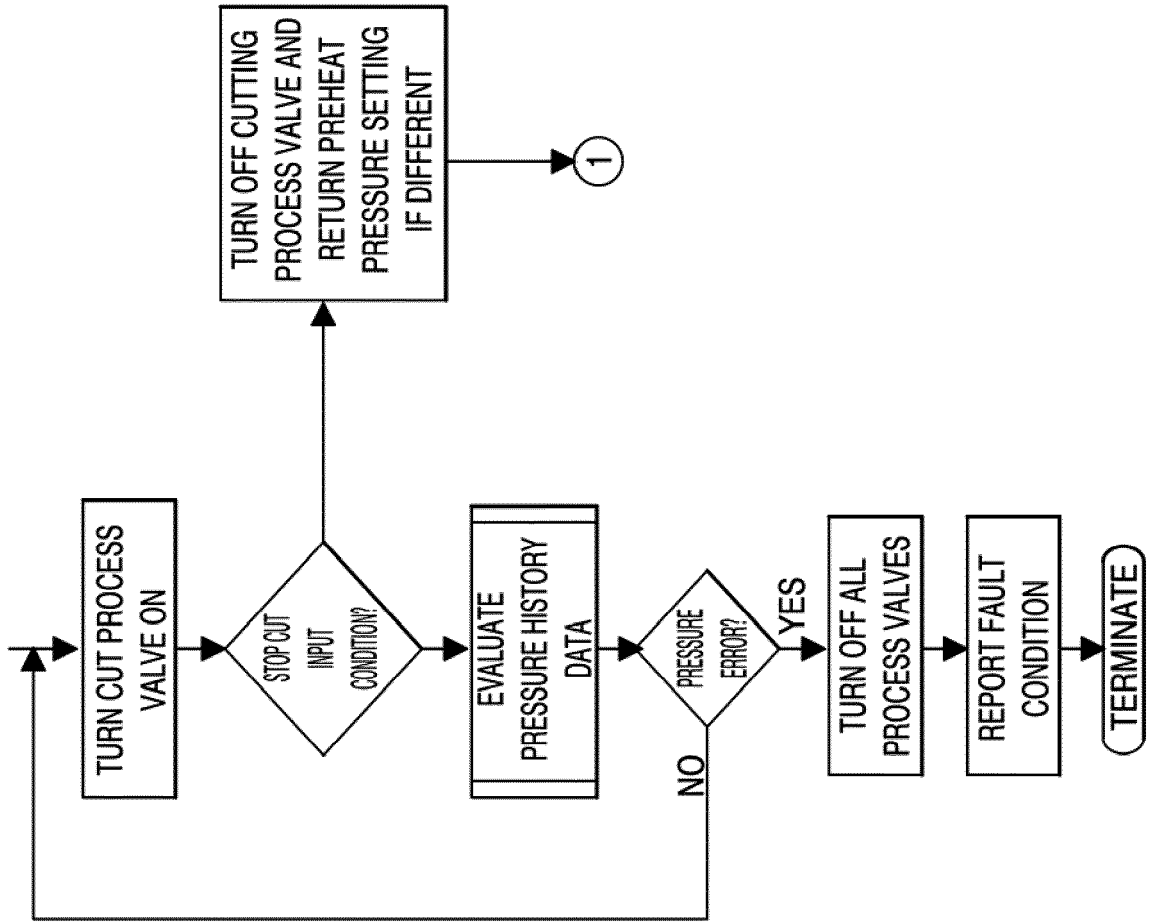 TURN CUT PROCESS
VALVE ON
STOP CUT
INPUT
CONDITION?
TURN OFF CUTTING
PROCESS VALVE AND
RETURN PREHEAT
PRESSURE SETTING
IF DIFFERENT
1
EVALUATE
PRESSURE HISTORY
DATA
PRESSURE
ERROR?
NO
YES
TURN OFF ALL
PROCESS VALVES
REPORT FAULT
CONDITION
TERMINATE